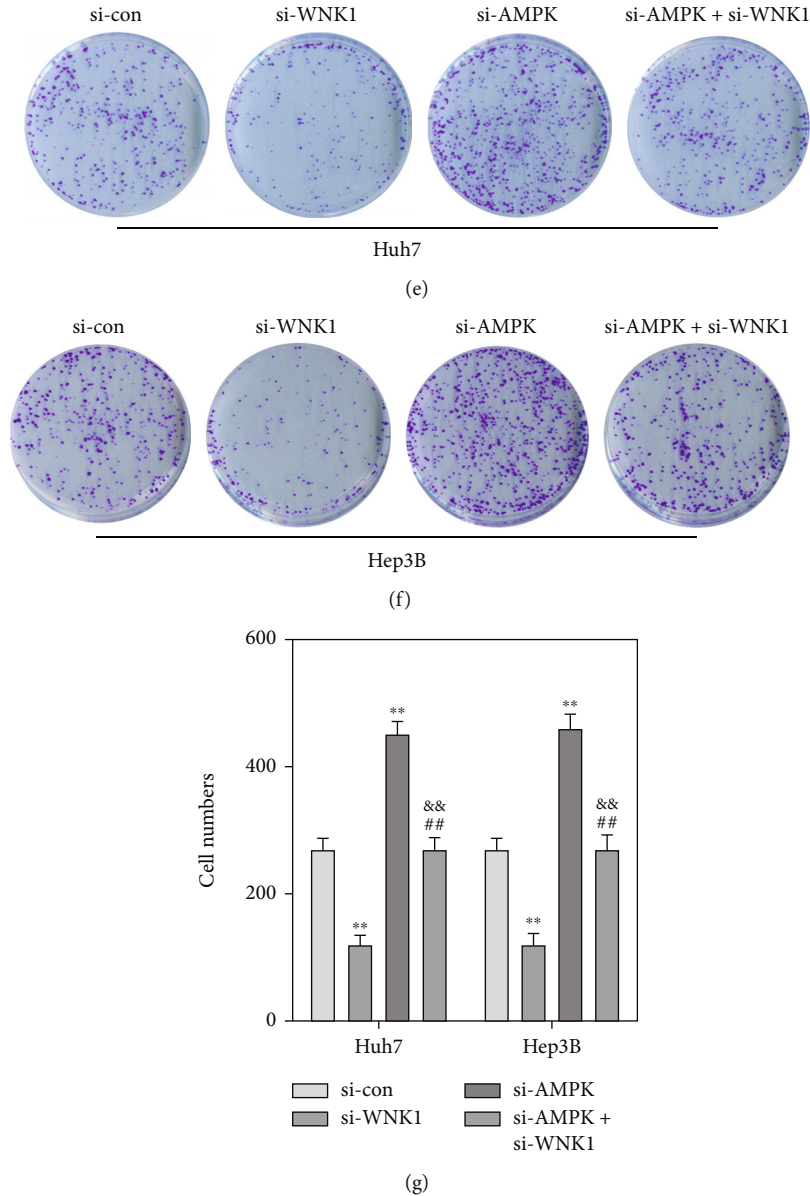 si-con si-WNK1 si-AMPK si-AMPK + si-WNK1
Huh7
(e)
si-con si-WNK1 si-AMPK si-AMPK + si-WNK1
Hep3B
(f)
600
400
200
0
Cell numbers
**
**
&&
##
**
**
&&
##
Huh7 Hep3B
si-con si-AMPK
si-WNK1 si-AMPK +
si-WNK1
(g)